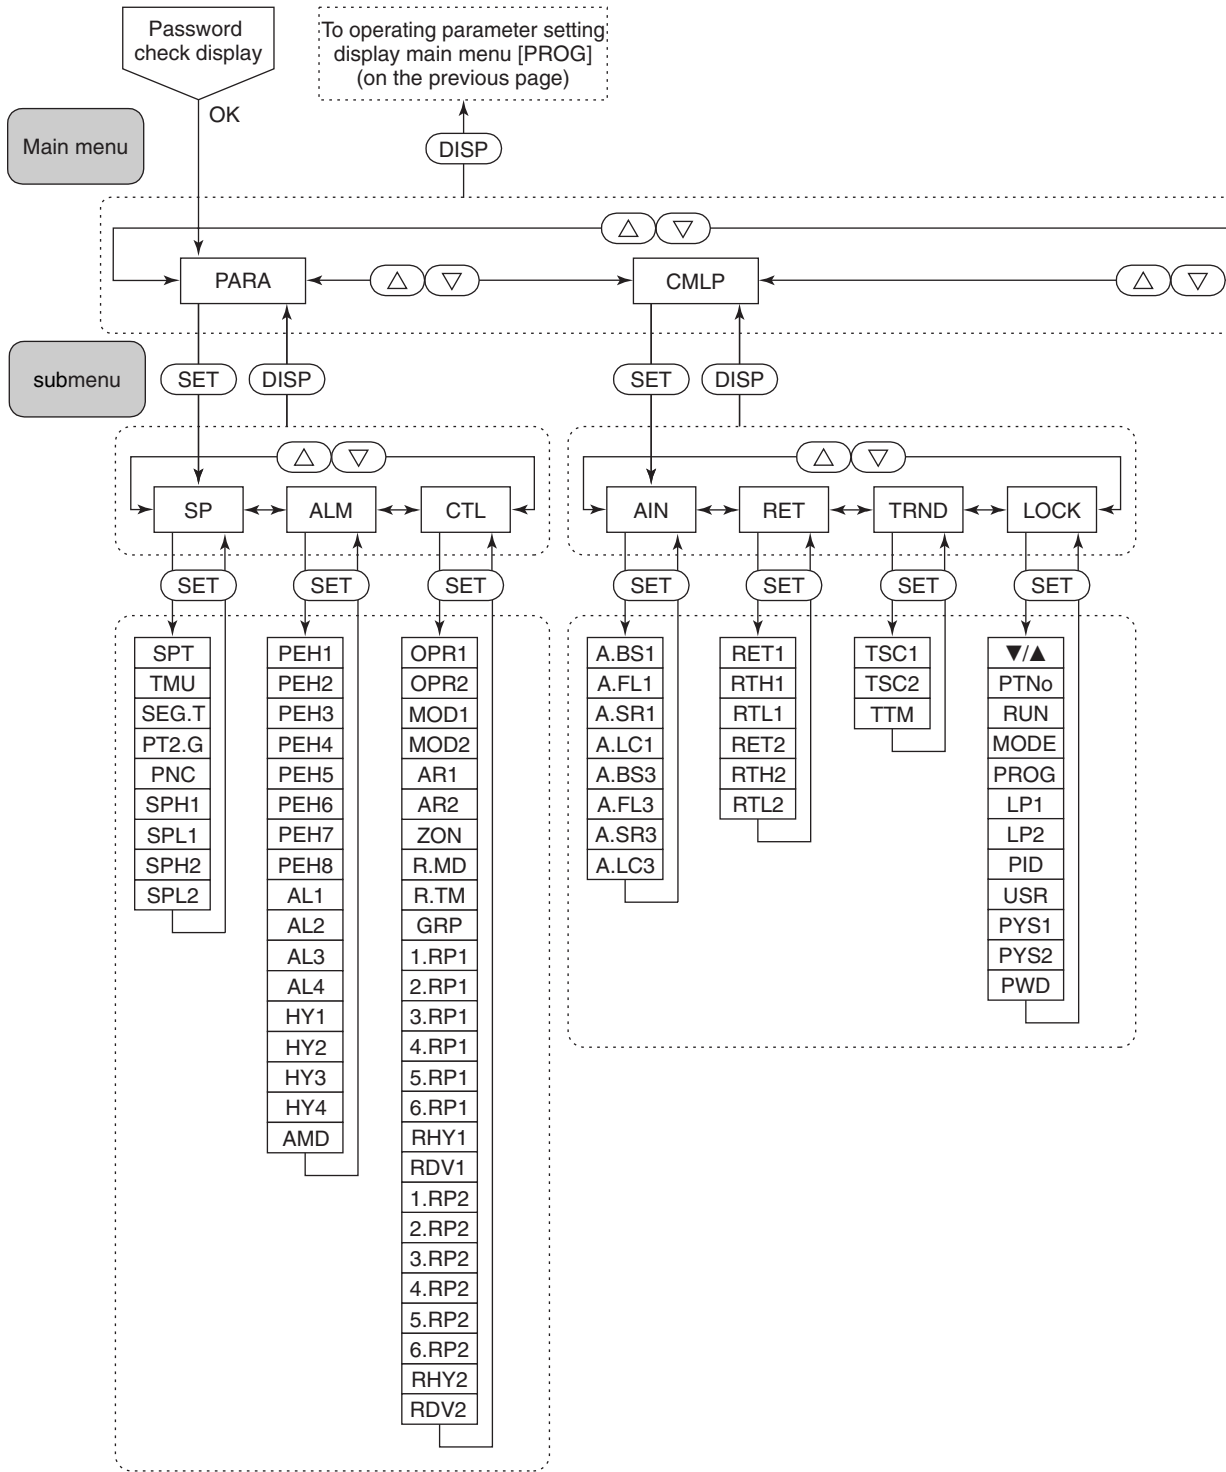 Password
check display
To operating parameter setting
display main menu [PROG]
(on the previous page)
OK
Main menu
DISP
△ ▽
PARA
△ ▽
CMLP
△ ▽
submenu
SET
DISP
SET
DISP
△ ▽
△ ▽
SP
ALM
CTL
AIN
RET
TRND
LOCK
SET
SET
SET
SET
SET
SET
SET
SPT
TMU
SEG.T
PT2.G
PNC
SPH1
SPL1
SPH2
SPL2
PEH1
PEH2
PEH3
PEH4
PEH5
PEH6
PEH7
PEH8
AL1
AL2
AL3
AL4
HY1
HY2
HY3
HY4
AMD
OPR1
OPR2
MOD1
MOD2
AR1
AR2
ZON
R.MD
R.TM
GRP
1.RP1
2.RP1
3.RP1
4.RP1
5.RP1
6.RP1
RHY1
RDV1
1.RP2
2.RP2
3.RP2
4.RP2
5.RP2
6.RP2
RHY2
RDV2
A.BS1
A.FL1
A.SR1
A.LC1
A.BS3
A.FL3
A.SR3
A.LC3
RET1
RTH1
RTL1
RET2
RTH2
RTL2
TSC1
TSC2
TTM
▼/▲
PTNo
RUN
MODE
PROG
LP1
LP2
PID
USR
PYS1
PYS2
PWD